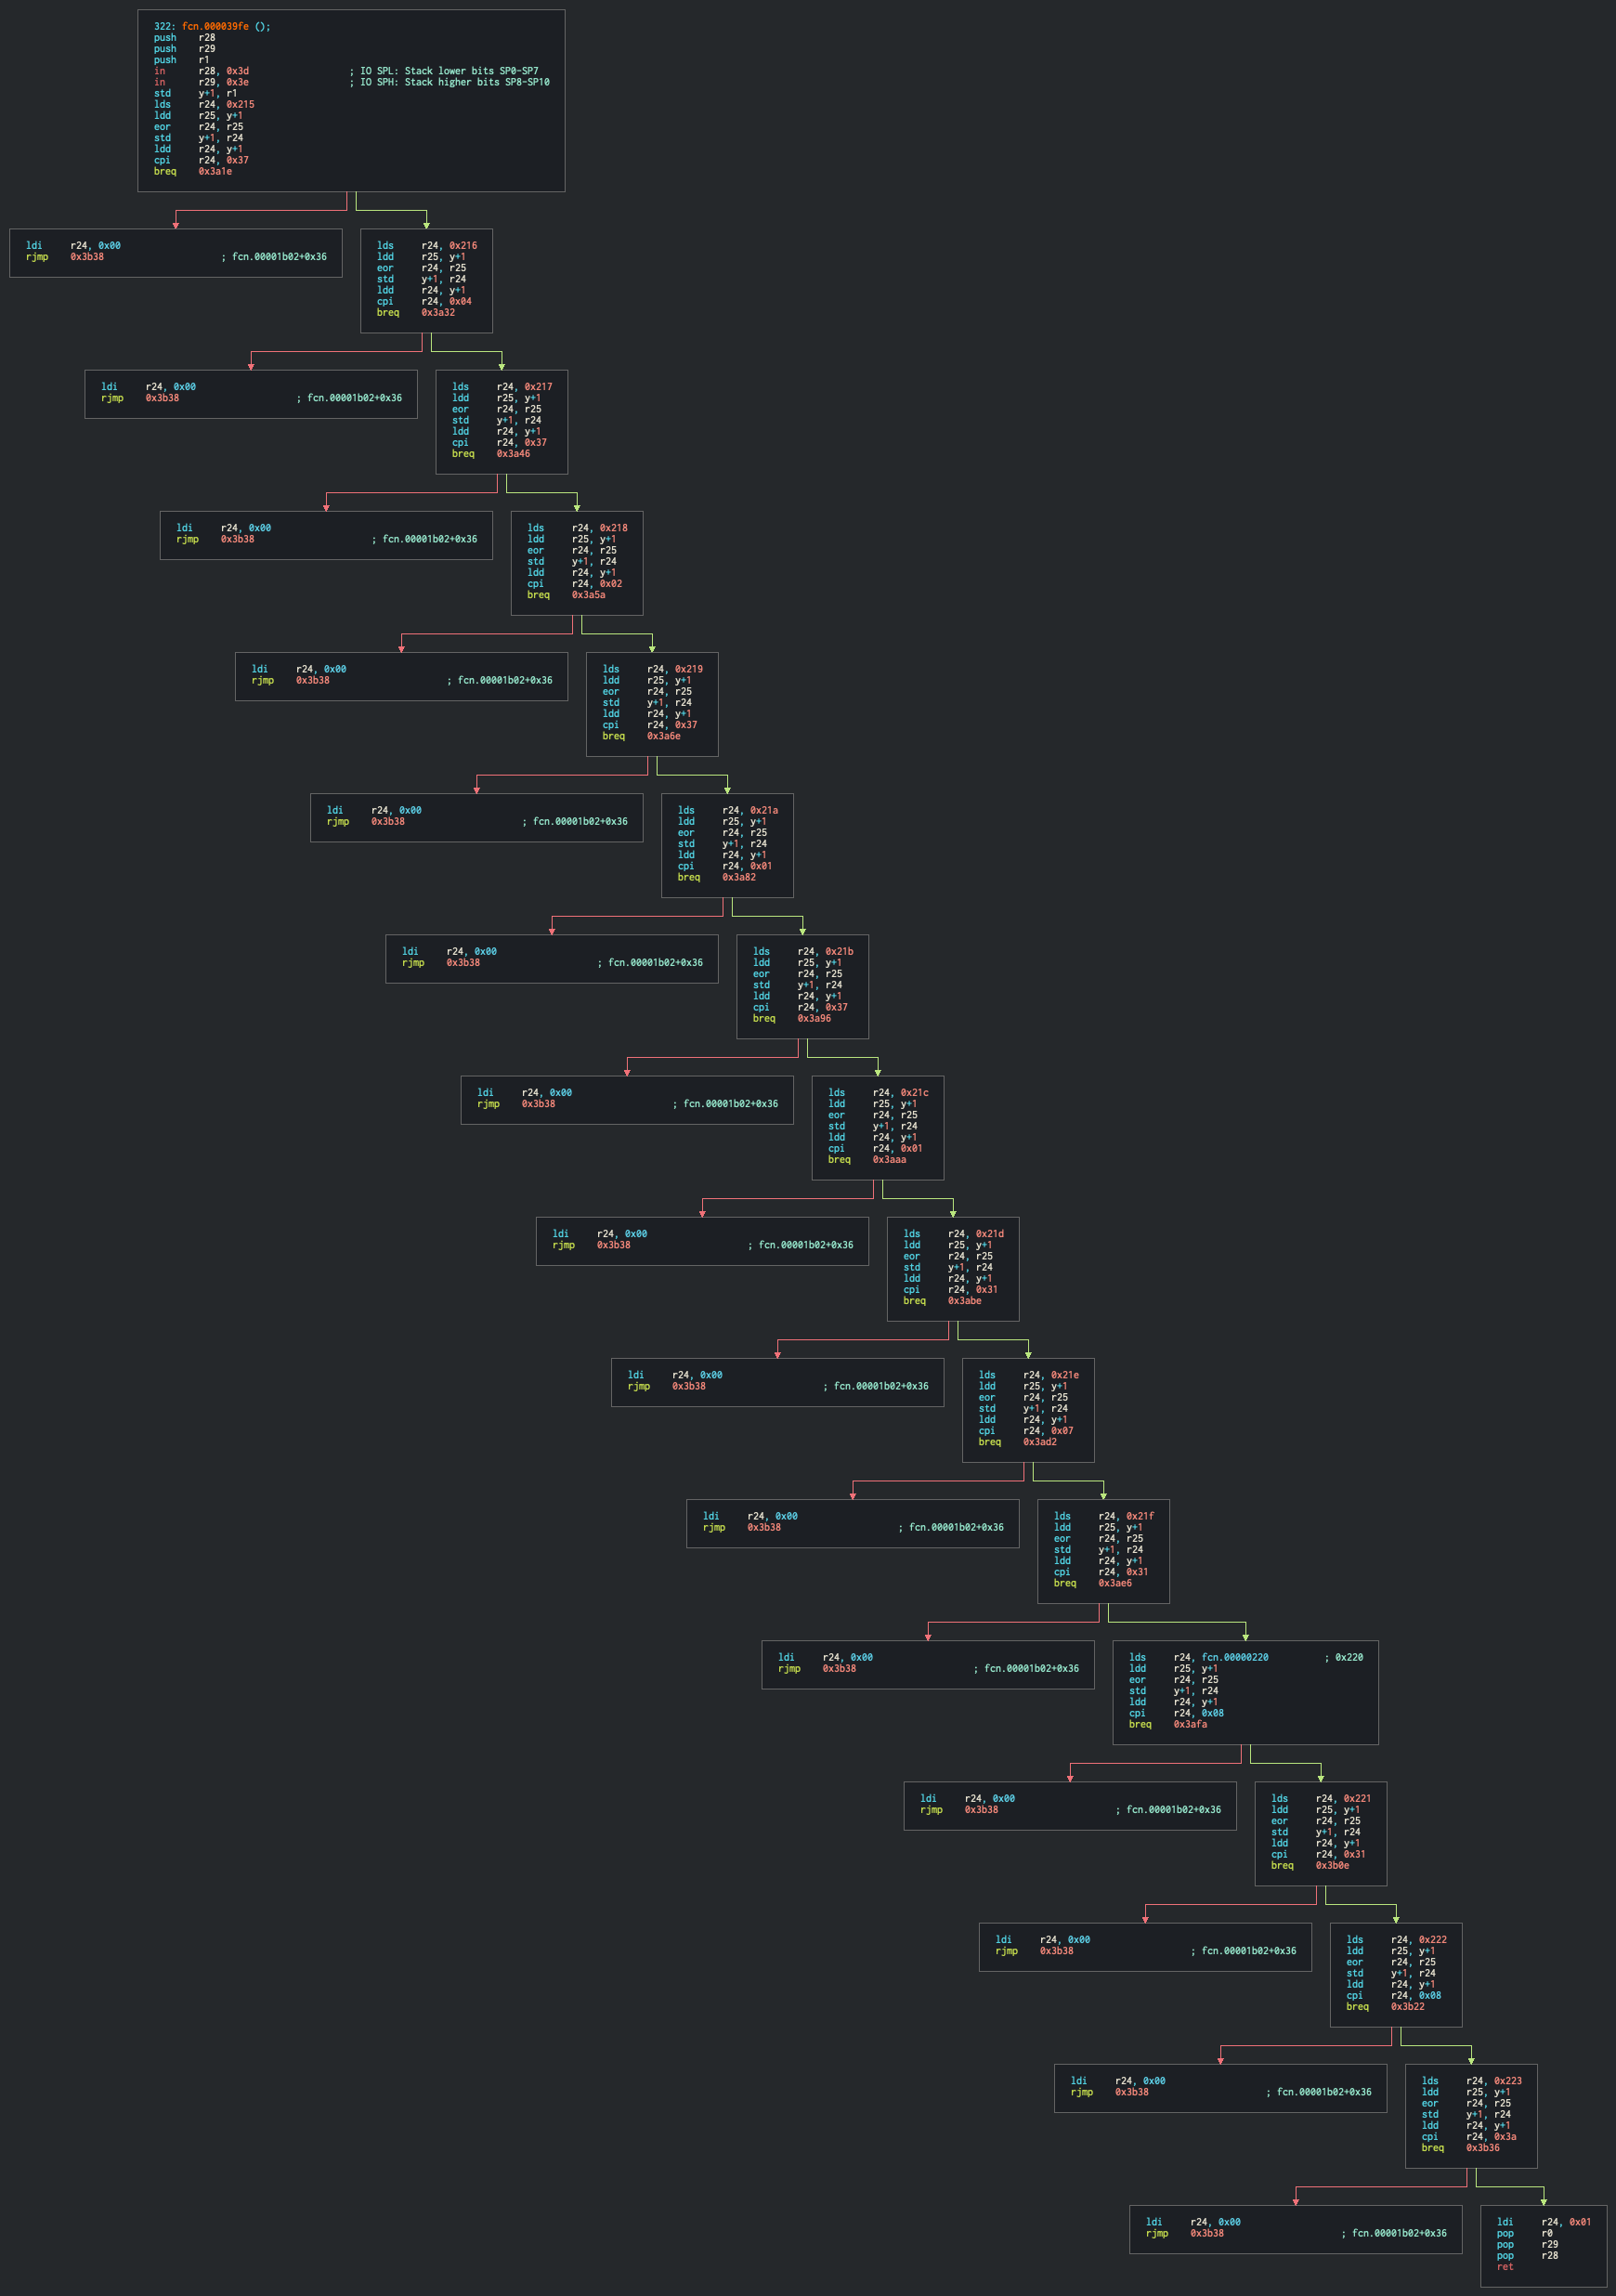 322: fcn.000039fe ();
push r28
push r29
push r1
in r28, 0x3d ; IO SPL: Stack lower bits SP0-SP7
in r29, 0x3e ; IO SPH: Stack higher bits SP8-SP10
std y+1, r1
lds r24, 0x215
ldd r25, y+1
eor r24, r25
std y+1, r24
ldd r24, y+1
cpi r24, 0x37
breq 0x3a1e
ldi r24, 0x00
rjmp 0x3b38 ; fcn.00001b02+0x36
lds r24, 0x216
ldd r25, y+1
eor r24, r25
std y+1, r24
ldd r24, y+1
cpi r24, 0x04
breq 0x3a32
ldi r24, 0x00
rjmp 0x3b38 ; fcn.00001b02+0x36
lds r24, 0x217
ldd r25, y+1
eor r24, r25
std y+1, r24
ldd r24, y+1
cpi r24, 0x37
breq 0x3a46
ldi r24, 0x00
rjmp 0x3b38 ; fcn.00001b02+0x36
lds r24, 0x218
ldd r25, y+1
eor r24, r25
std y+1, r24
ldd r24, y+1
cpi r24, 0x02
breq 0x3a5a
ldi r24, 0x00
rjmp 0x3b38 ; fcn.00001b02+0x36
lds r24, 0x219
ldd r25, y+1
eor r24, r25
std y+1, r24
ldd r24, y+1
cpi r24, 0x37
breq 0x3a6e
ldi r24, 0x00
rjmp 0x3b38 ; fcn.00001b02+0x36
lds r24, 0x21a
ldd r25, y+1
eor r24, r25
std y+1, r24
ldd r24, y+1
cpi r24, 0x01
breq 0x3a82
ldi r24, 0x00
rjmp 0x3b38 ; fcn.00001b02+0x36
lds r24, 0x21b
ldd r25, y+1
eor r24, r25
std y+1, r24
ldd r24, y+1
cpi r24, 0x37
breq 0x3a96
ldi r24, 0x00
rjmp 0x3b38 ; fcn.00001b02+0x36
lds r24, 0x21c
ldd r25, y+1
eor r24, r25
std y+1, r24
ldd r24, y+1
cpi r24, 0x01
breq 0x3aaa
ldi r24, 0x00
rjmp 0x3b38 ; fcn.00001b02+0x36
lds r24, 0x21d
ldd r25, y+1
eor r24, r25
std y+1, r24
ldd r24, y+1
cpi r24, 0x31
breq 0x3abe
ldi r24, 0x00
rjmp 0x3b38 ; fcn.00001b02+0x36
lds r24, 0x21e
ldd r25, y+1
eor r24, r25
std y+1, r24
ldd r24, y+1
cpi r24, 0x07
breq 0x3ad2
ldi r24, 0x00
rjmp 0x3b38 ; fcn.00001b02+0x36
lds r24, 0x21f
ldd r25, y+1
eor r24, r25
std y+1, r24
ldd r24, y+1
cpi r24, 0x31
breq 0x3ae6
ldi r24, 0x00
rjmp 0x3b38 ; fcn.00001b02+0x36
lds r24, fcn.00000220 ; 0x220
ldd r25, y+1
eor r24, r25
std y+1, r24
ldd r24, y+1
cpi r24, 0x08
breq 0x3afa
ldi r24, 0x00
rjmp 0x3b38 ; fcn.00001b02+0x36
lds r24, 0x221
ldd r25, y+1
eor r24, r25
std y+1, r24
ldd r24, y+1
cpi r24, 0x31
breq 0x3b0e
ldi r24, 0x00
rjmp 0x3b38 ; fcn.00001b02+0x36
lds r24, 0x222
ldd r25, y+1
eor r24, r25
std y+1, r24
ldd r24, y+1
cpi r24, 0x08
breq 0x3b22
ldi r24, 0x00
rjmp 0x3b38 ; fcn.00001b02+0x36
lds r24, 0x223
ldd r25, y+1
eor r24, r25
std y+1, r24
ldd r24, y+1
cpi r24, 0x3a
breq 0x3b36
ldi r24, 0x00
rjmp 0x3b38 ; fcn.00001b02+0x36
ldi r24, 0x01
pop r0
pop r29
pop r28
ret